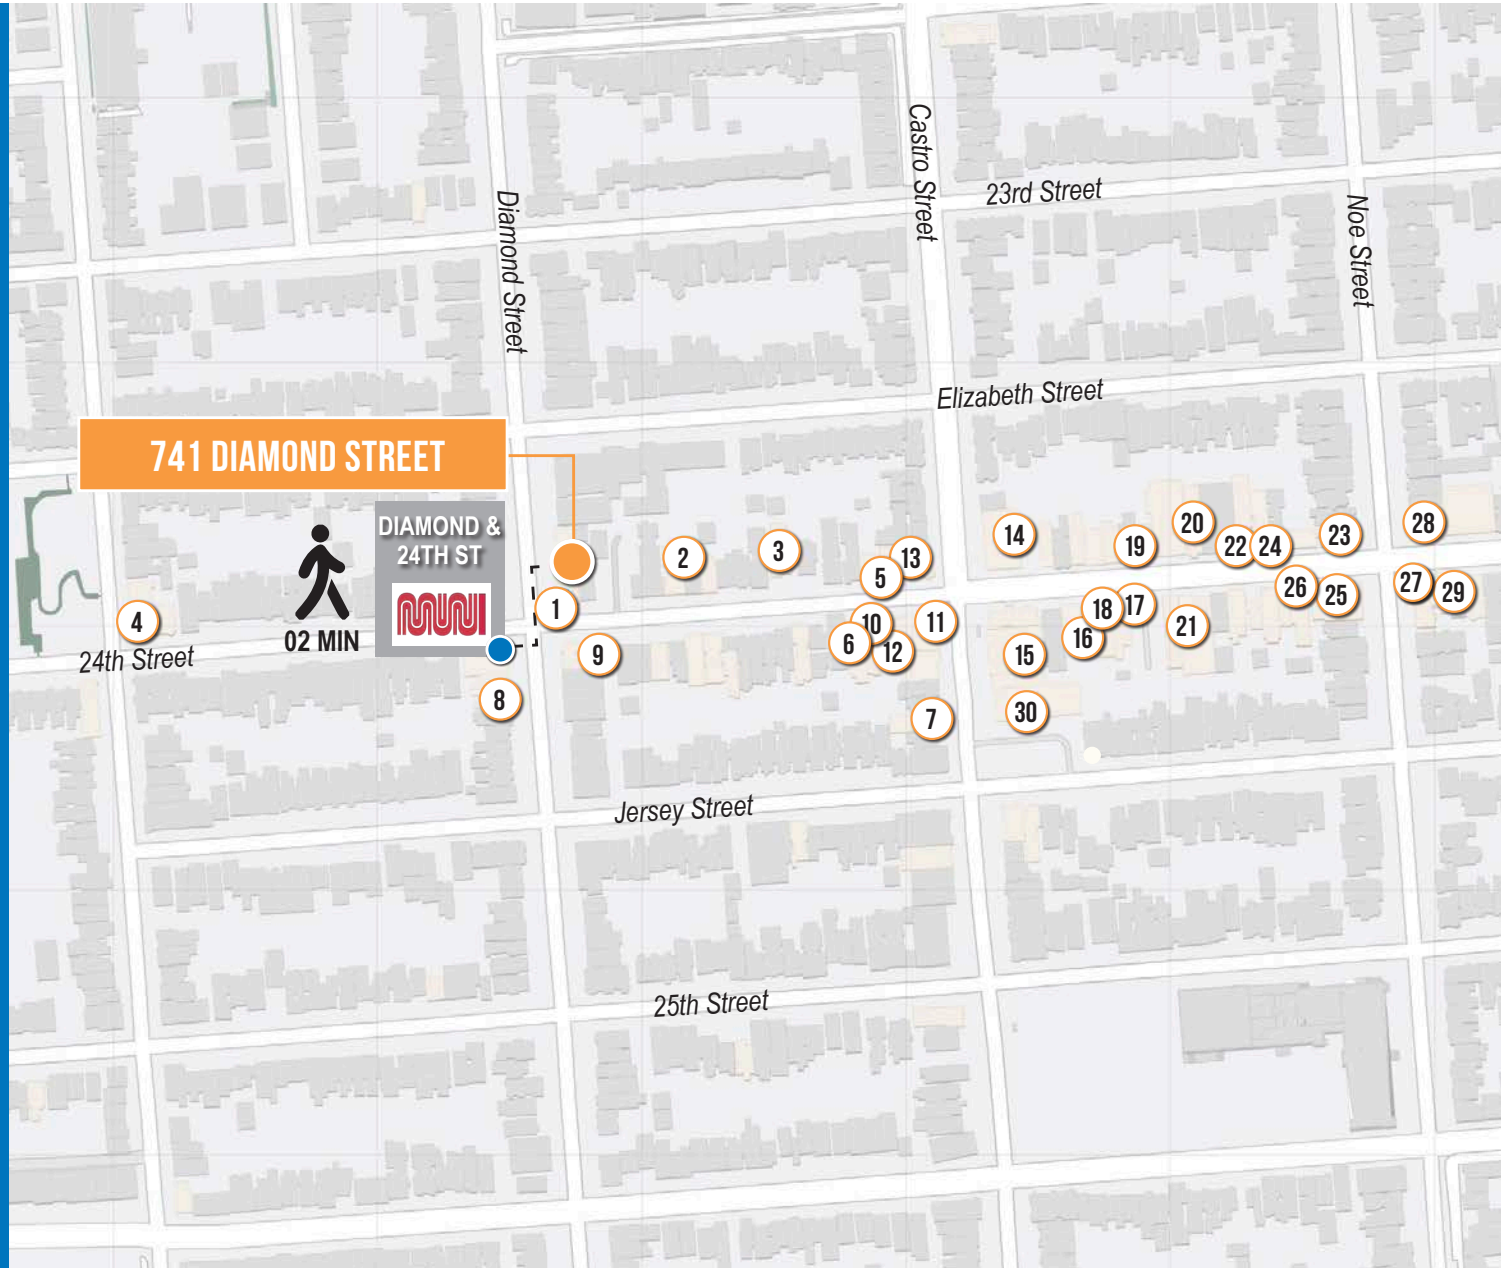 Castro Street
23rd Street
Diamond Street
Noe Street
Elizabeth Street
741 DIAMOND STREET
DIAMOND &
24TH ST
muni
02 MIN
24th Street
Jersey Street
25th Street
1
2
3
4
5
6
7
8
9
10
11
12
13
14
15
16
17
18
19
20
21
22
23
24
25
26
27
28
29
30